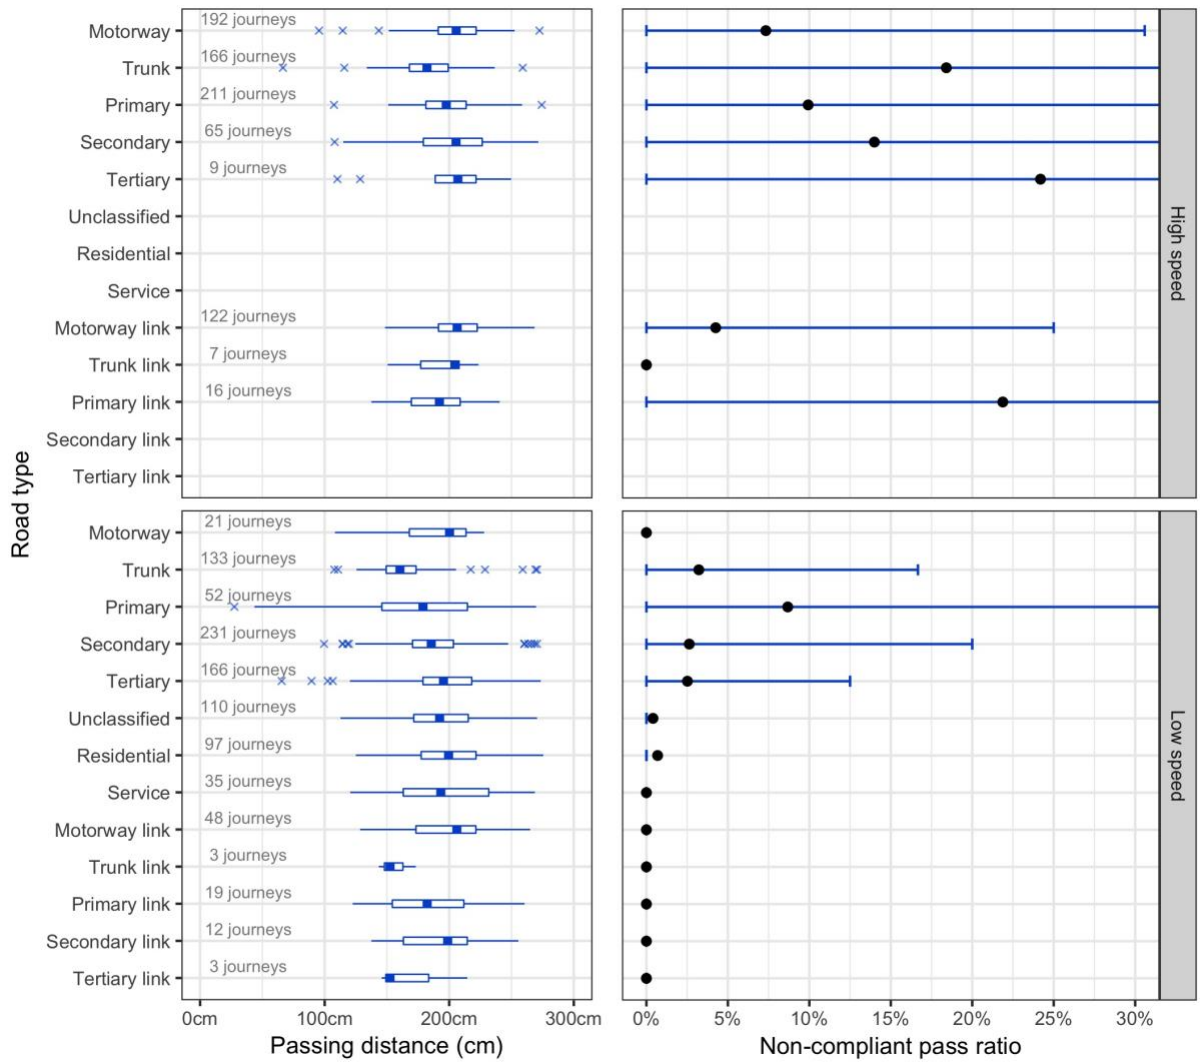 Road type
Motorway
192 journeys
Trunk
166 journeys
Primary
211 journeys
Secondary
65 journeys
Tertiary
9 journeys
Unclassified
Residential
Service
Motorway link
122 journeys
Trunk link
7 journeys
Primary link
16 journeys
Secondary link
Tertiary link
High speed
Motorway
21 journeys
Trunk
133 journeys
Primary
52 journeys
Secondary
231 journeys
Tertiary
166 journeys
Unclassified
110 journeys
Residential
97 journeys
Service
35 journeys
Motorway link
48 journeys
Trunk link
3 journeys
Primary link
19 journeys
Secondary link
12 journeys
Tertiary link
3 journeys
Low speed
0cm 100cm 200cm 300cm
0% 5% 10% 15% 20% 25% 30%
Passing distance (cm)
Non-compliant pass ratio